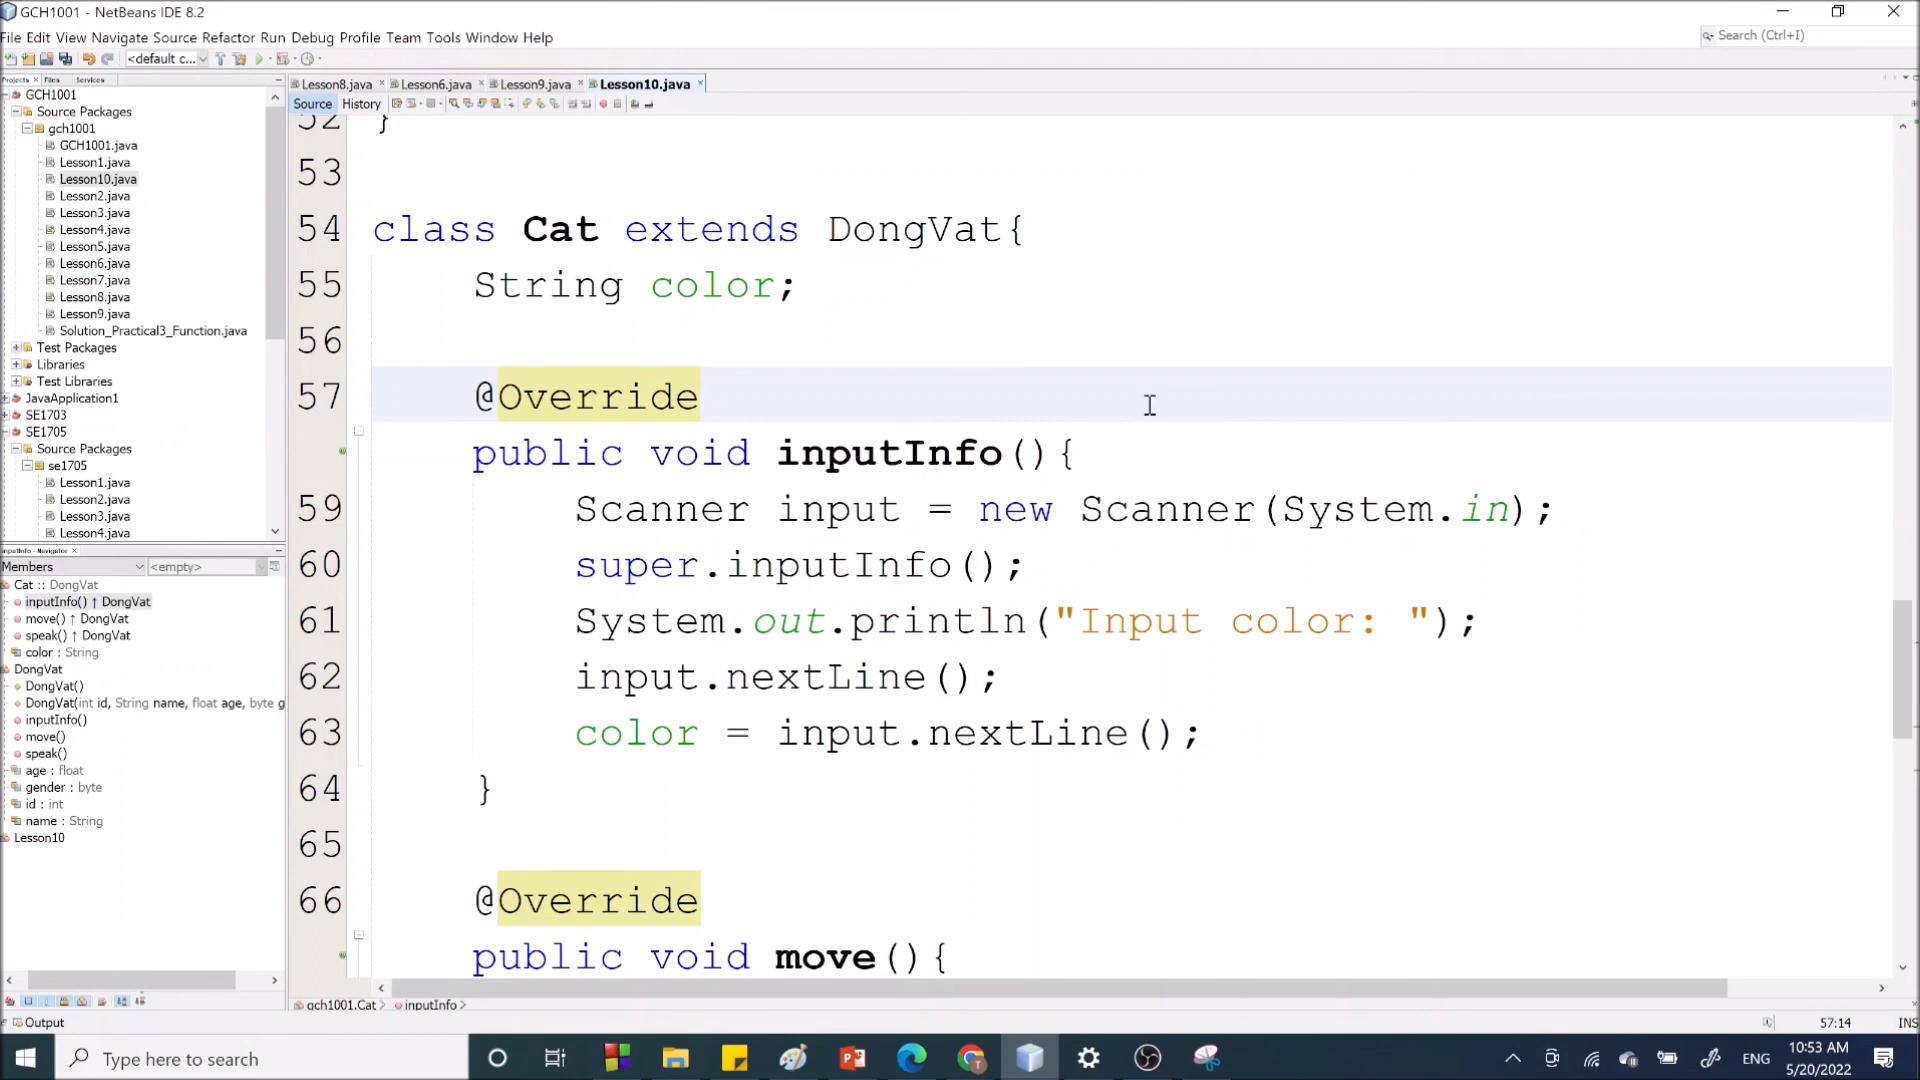 GCH1001 - NetBeans IDE 8.2
File Edit View Navigate Source Refactor Run Debug Profile Team Tools Window Help
Search (Ctrl+I)
<default c...
Projects × Files Services
Lesson8.java × Lesson6.java × Lesson9.java × Lesson10.java ×
Source History
GCH1001
Source Packages
gch1001
GCH1001.java
Lesson1.java
Lesson10.java
Lesson2.java
Lesson3.java
Lesson4.java
Lesson5.java
Lesson6.java
Lesson7.java
Lesson8.java
Lesson9.java
Solution_Practical3_Function.java
Test Packages
Libraries
Test Libraries
JavaApplication1
SE1703
SE1705
Source Packages
se1705
Lesson1.java
Lesson2.java
Lesson3.java
Lesson4.java
inputInfo - Navigator ×
Members <empty>
Cat :: DongVat
inputInfo() ↑ DongVat
move() ↑ DongVat
speak() ↑ DongVat
color : String
DongVat
DongVat()
DongVat(int id, String name, float age, byte g
inputInfo()
move()
speak()
age : float
gender : byte
id : int
name : String
Lesson10
52 }
53
54 class Cat extends DongVat{
55 String color;
56
57 @Override
public void inputInfo(){
59 Scanner input = new Scanner(System.in);
60 super.inputInfo();
61 System.out.println("Input color: ");
62 input.nextLine();
63 color = input.nextLine();
64 }
65
66 @Override
public void move(){
gch1001.Cat > inputInfo >
Output
57:14 INS
Type here to search
ENG
10:53 AM
5/20/2022